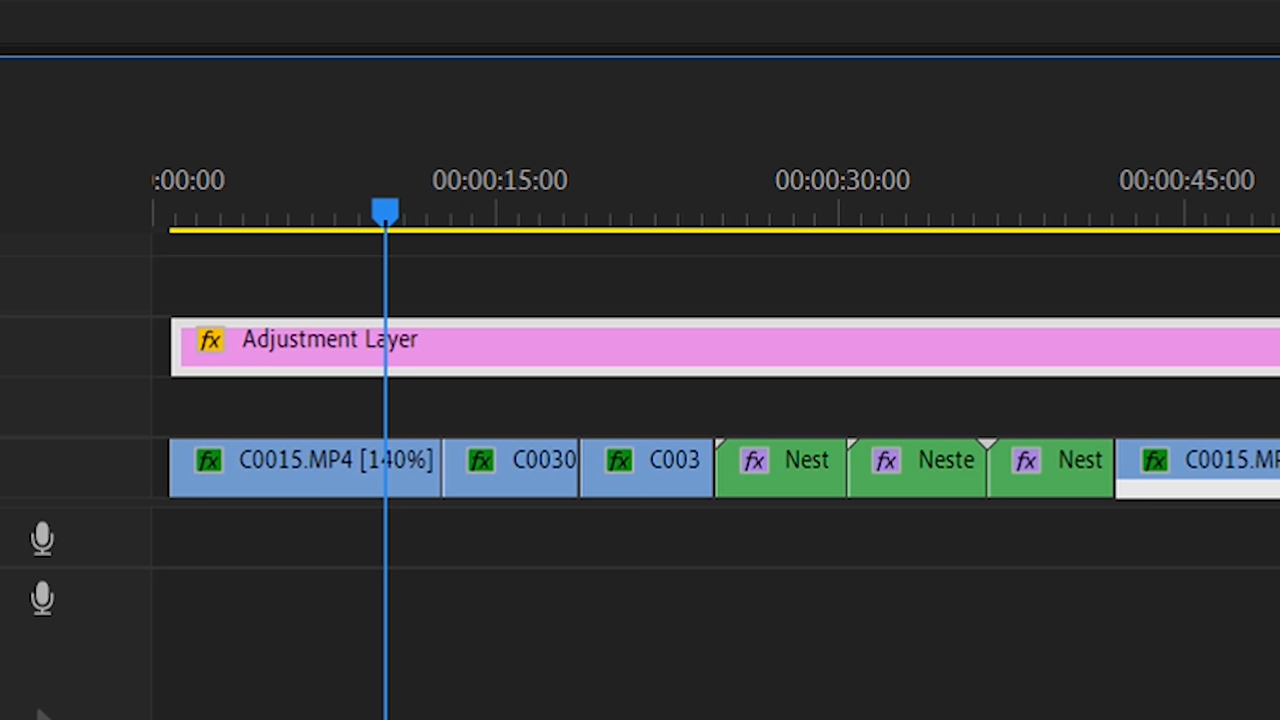 :00:00 00:00:15:00 00:00:30:00 00:00:45:00
fx Adjustment Layer
fx C0015.MP4 [140%] fx C0030 fx C003 fx Nest fx Neste fx Nest fx C0015.MP